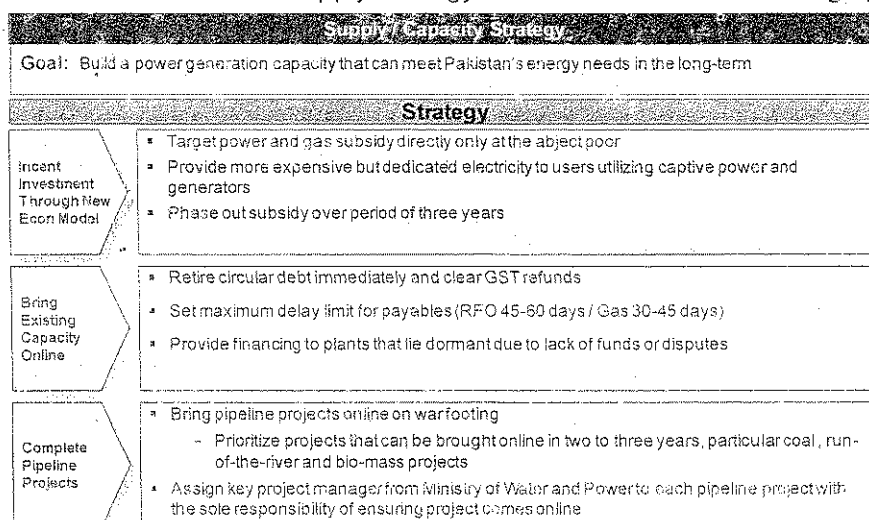 Supply / Capacity Strategy
Goal: Build a power generation capacity that can meet Pakistan's energy needs in the long-term
Strategy
Incent
Investment
Through New
Econ Model
▪ Target power and gas subsidy directly only at the abject poor
▪ Provide more expensive but dedicated electricity to users utilizing captive power and
generators
▪ Phase out subsidy over period of three years
Bring
Existing
Capacity
Online
▪ Retire circular debt immediately and clear GST refunds
▪ Set maximum delay limit for payables (RFO 45-60 days / Gas 30-45 days)
▪ Provide financing to plants that lie dormant due to lack of funds or disputes
Complete
Pipeline
Projects
▪ Bring pipeline projects online on war footing
- Prioritize projects that can be brought online in two to three years, particular coal, run-
of-the-river and bio-mass projects
▪ Assign key project manager from Ministry of Water and Power to each pipeline project with
the sole responsibility of ensuring project comes online